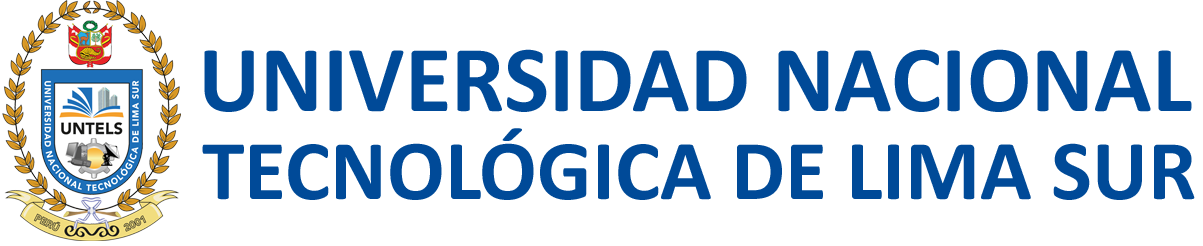 UNIVERSIDAD NACIONAL
TECNOLÓGICA DE LIMA SUR
UNIVERSIDAD NACIONAL TECNOLÓGICA DE LIMA SUR
UNTELS
PERÚ 2001